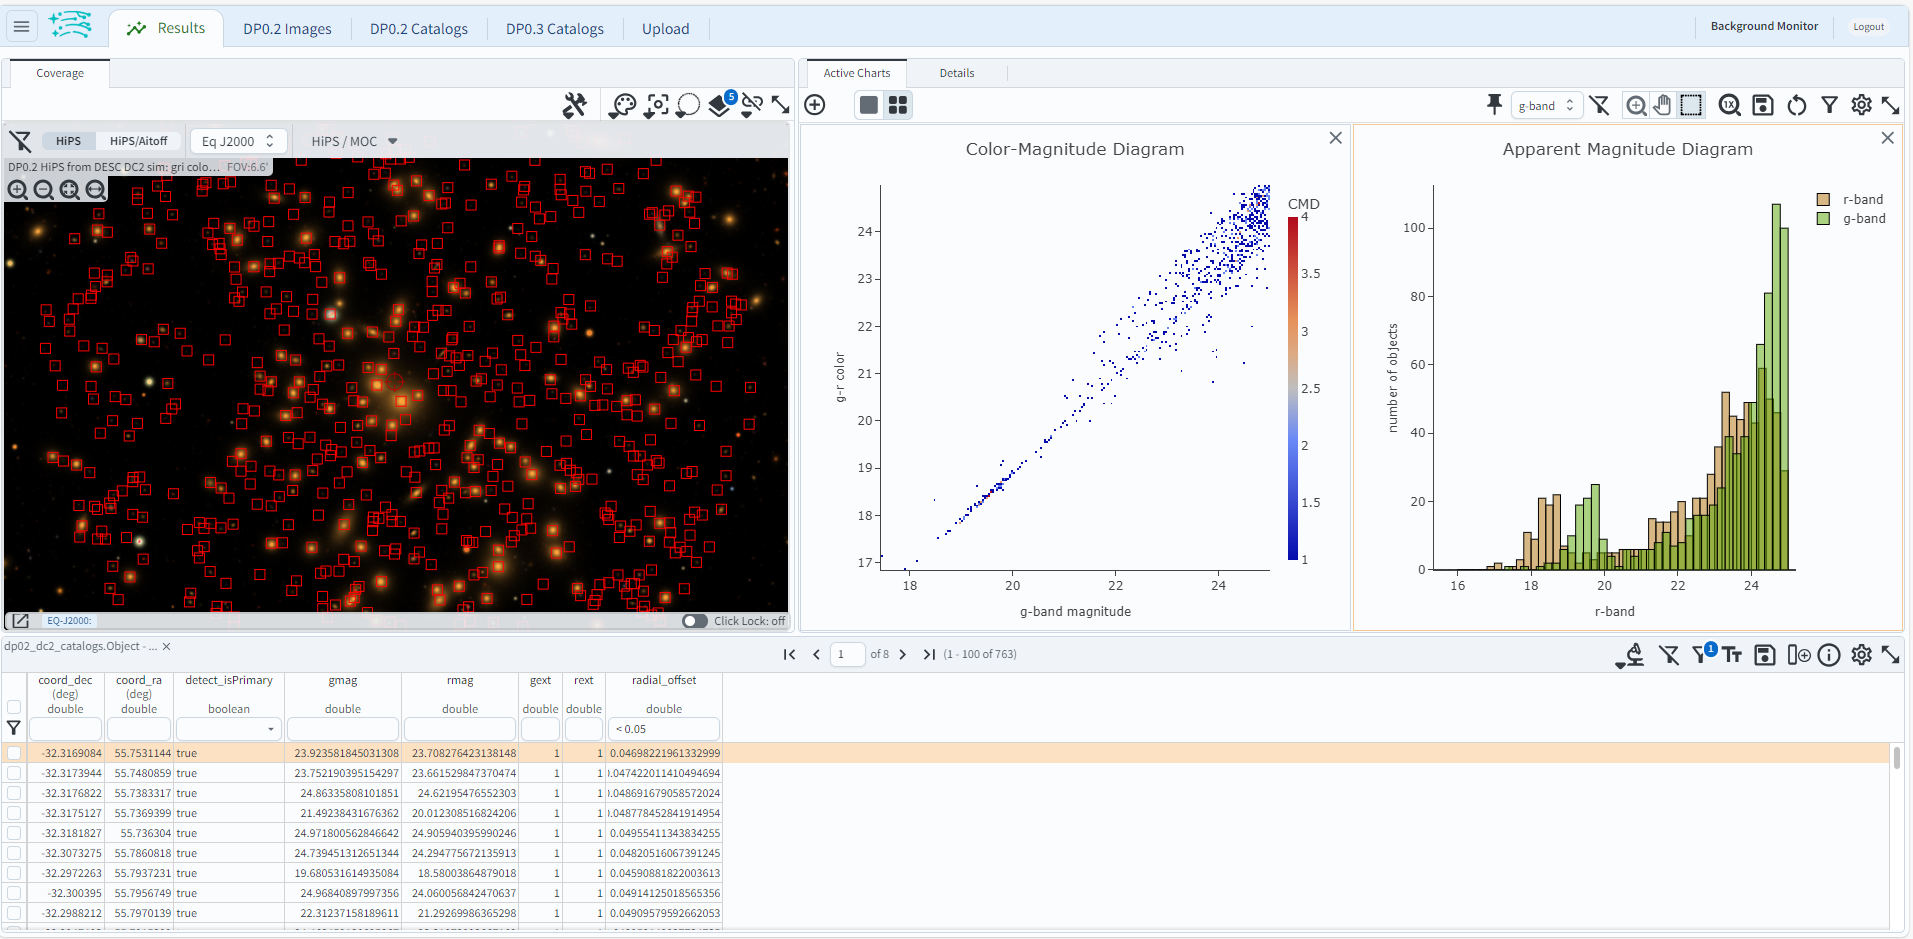 Results
DP0.2 Images
DP0.2 Catalogs
DP0.3 Catalogs
Upload
Background Monitor
Logout
Coverage
5
HiPS
HiPS/Aitoff
Eq J2000
HiPS / MOC
DP0.2 HiPS from DESC DC2 sim: gri colo... FOV:6.6'
EQ-J2000:
Click Lock: off
Active Charts
Details
g-band
1X
Color-Magnitude Diagram
24
23
22
21
20
19
18
17
g-r color
18 20 22 24
g-band magnitude
CMD
4
3.5
3
2.5
2
1.5
1
Apparent Magnitude Diagram
r-band
g-band
100
80
60
40
20
0
number of objects
16 18 20 22 24
r-band
dp02_dc2_catalogs.Object - ...
1 of 8 (1 - 100 of 763)
1
coord_dec coord_ra detect_isPrimary gmag rmag gext rext radial_offset
(deg) (deg)
double double boolean double double double double double
< 0.05
-32.3169084 55.7531144 true 23.923581845031308 23.708276423138148 1 1 0.04698221961332999
-32.3173944 55.7480859 true 23.752190395154297 23.661529847370474 1 1 .047422011410494694
-32.3176822 55.7383317 true 24.86335808101851 24.62195476552303 1 1 .048691679058572024
-32.3175127 55.7369399 true 21.49238431676362 20.012308516824206 1 1 .048778452841914954
-32.3181827 55.736304 true 24.971800562846642 24.905940395990246 1 1 0.04955411343834255
-32.3073275 55.7860818 true 24.739451312651344 24.294775672135913 1 1 0.04820516067391245
-32.2972263 55.7937231 true 19.680531614935084 18.58003864879018 1 1 0.04590881822003613
-32.300395 55.7956749 true 24.96840897997356 24.060056842470637 1 1 0.04914125018565356
-32.2988212 55.7970139 true 22.31237158189611 21.29269986365298 1 1 0.04909579592662053